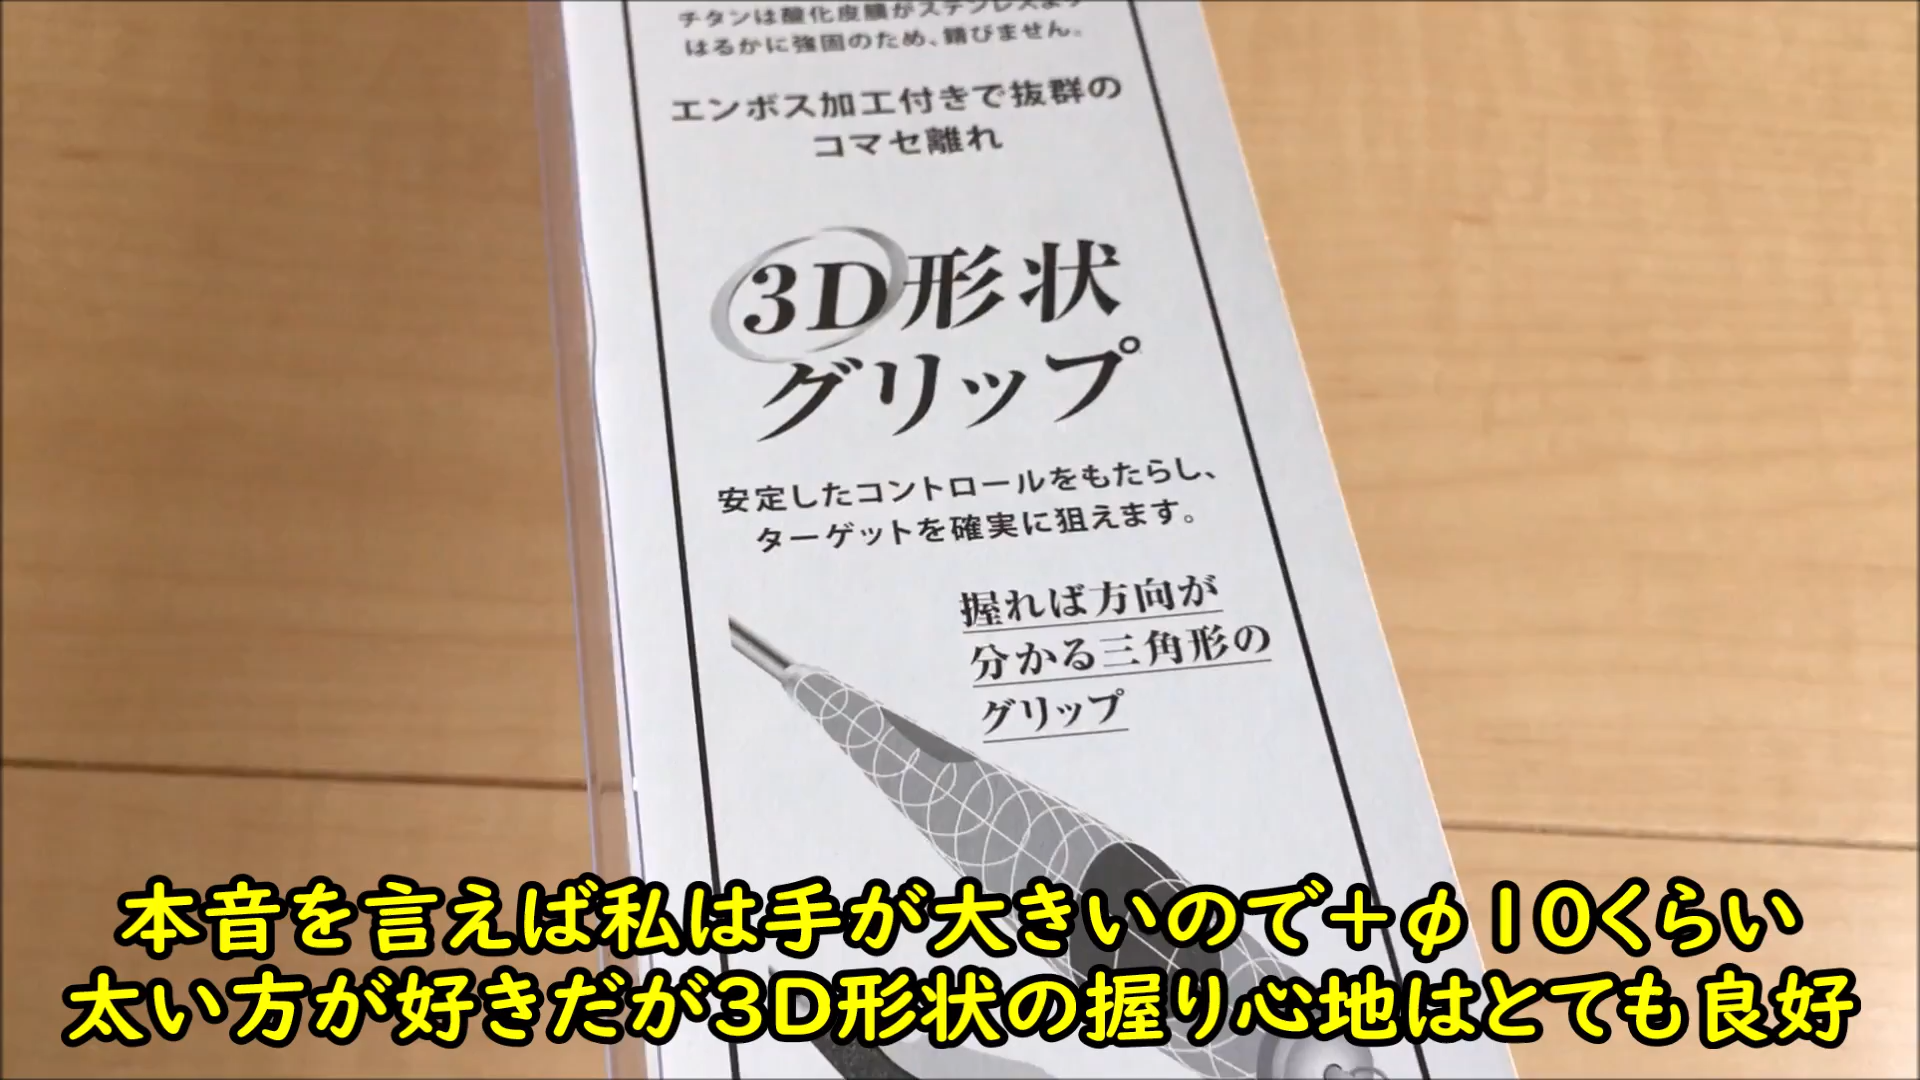 チタンは酸化皮膜がステンレスより
はるかに強固のため、錆びません。
エンボス加工付きで抜群の
コマセ離れ
3D形状
グリップ
安定したコントロールをもたらし、
ターゲットを確実に狙えます。
握れば方向が
分かる三角形の
グリップ
本音を言えば私は手が大きいので＋φ10くらい
太い方が好きだが3D形状の握り心地はとても良好